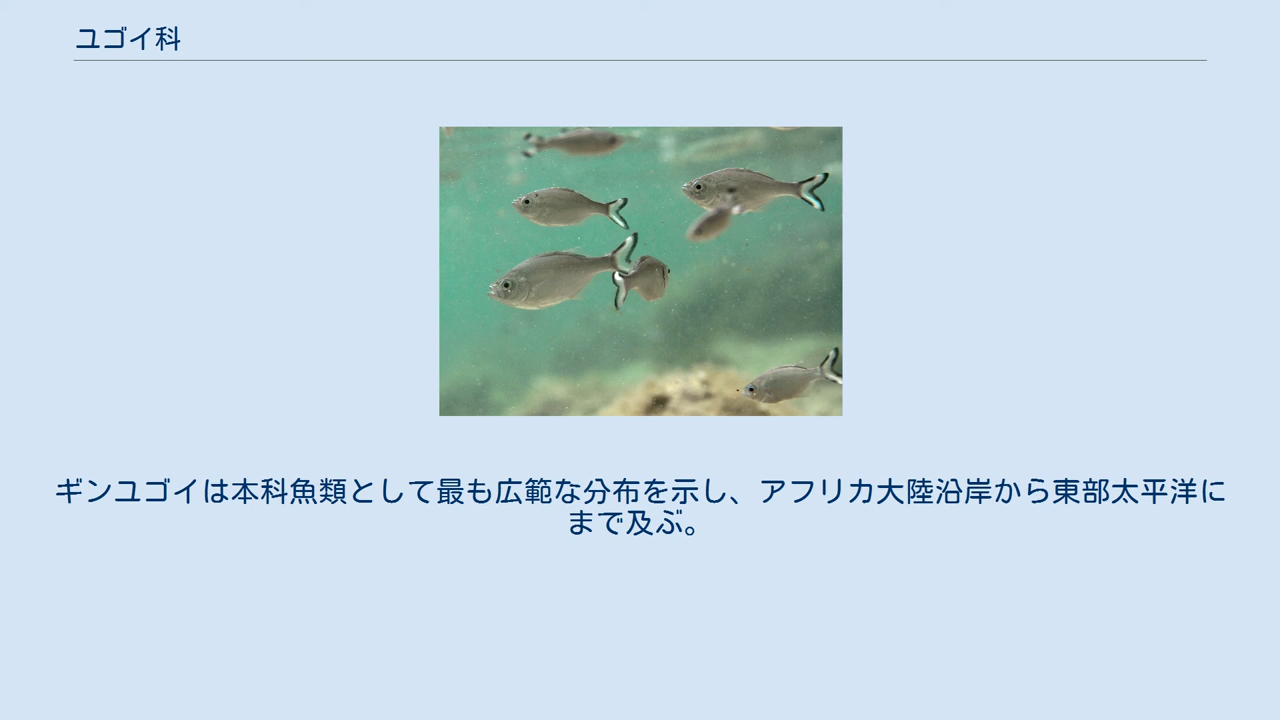 ユゴイ科
ギンユゴイは本科魚類として最も広範な分布を示し、アフリカ大陸沿岸から東部太平洋に
まで及ぶ。